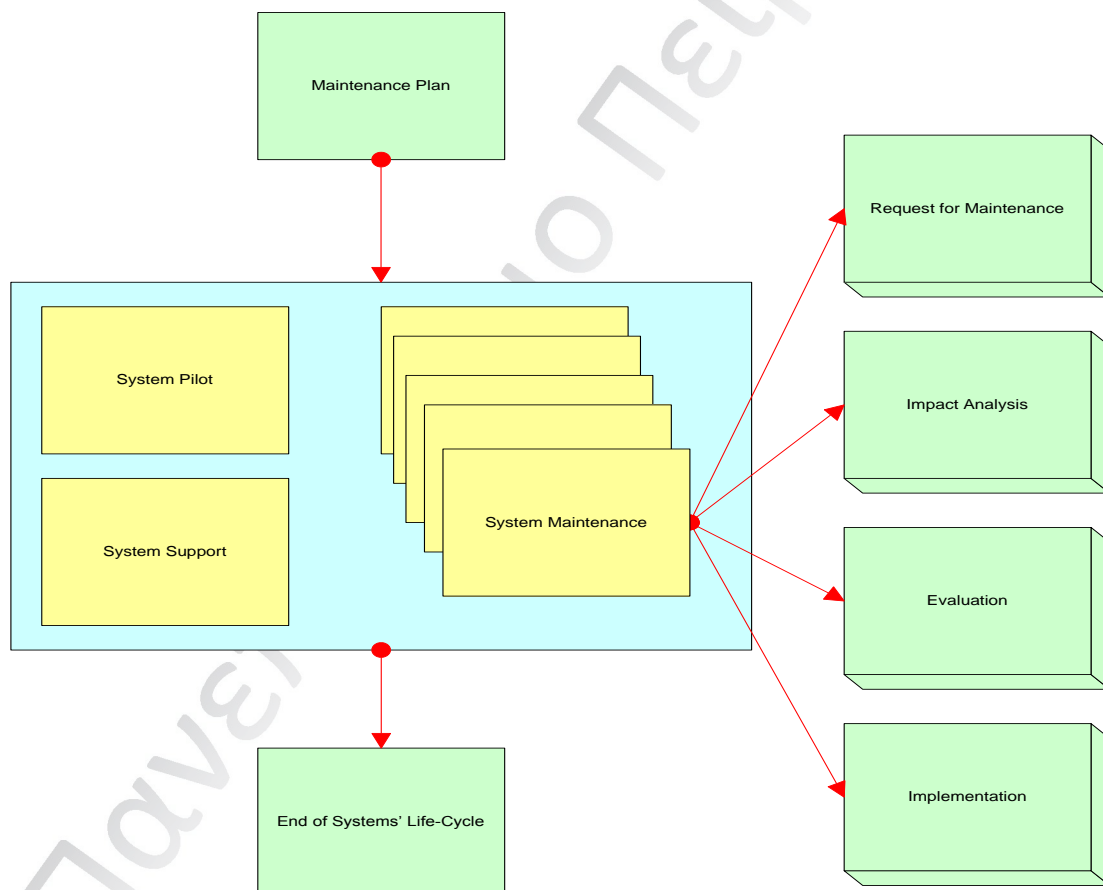 Maintenance Plan
Request for Maintenance
System Pilot
Impact Analysis
System Maintenance
System Support
Evaluation
Implementation
End of Systems' Life-Cycle